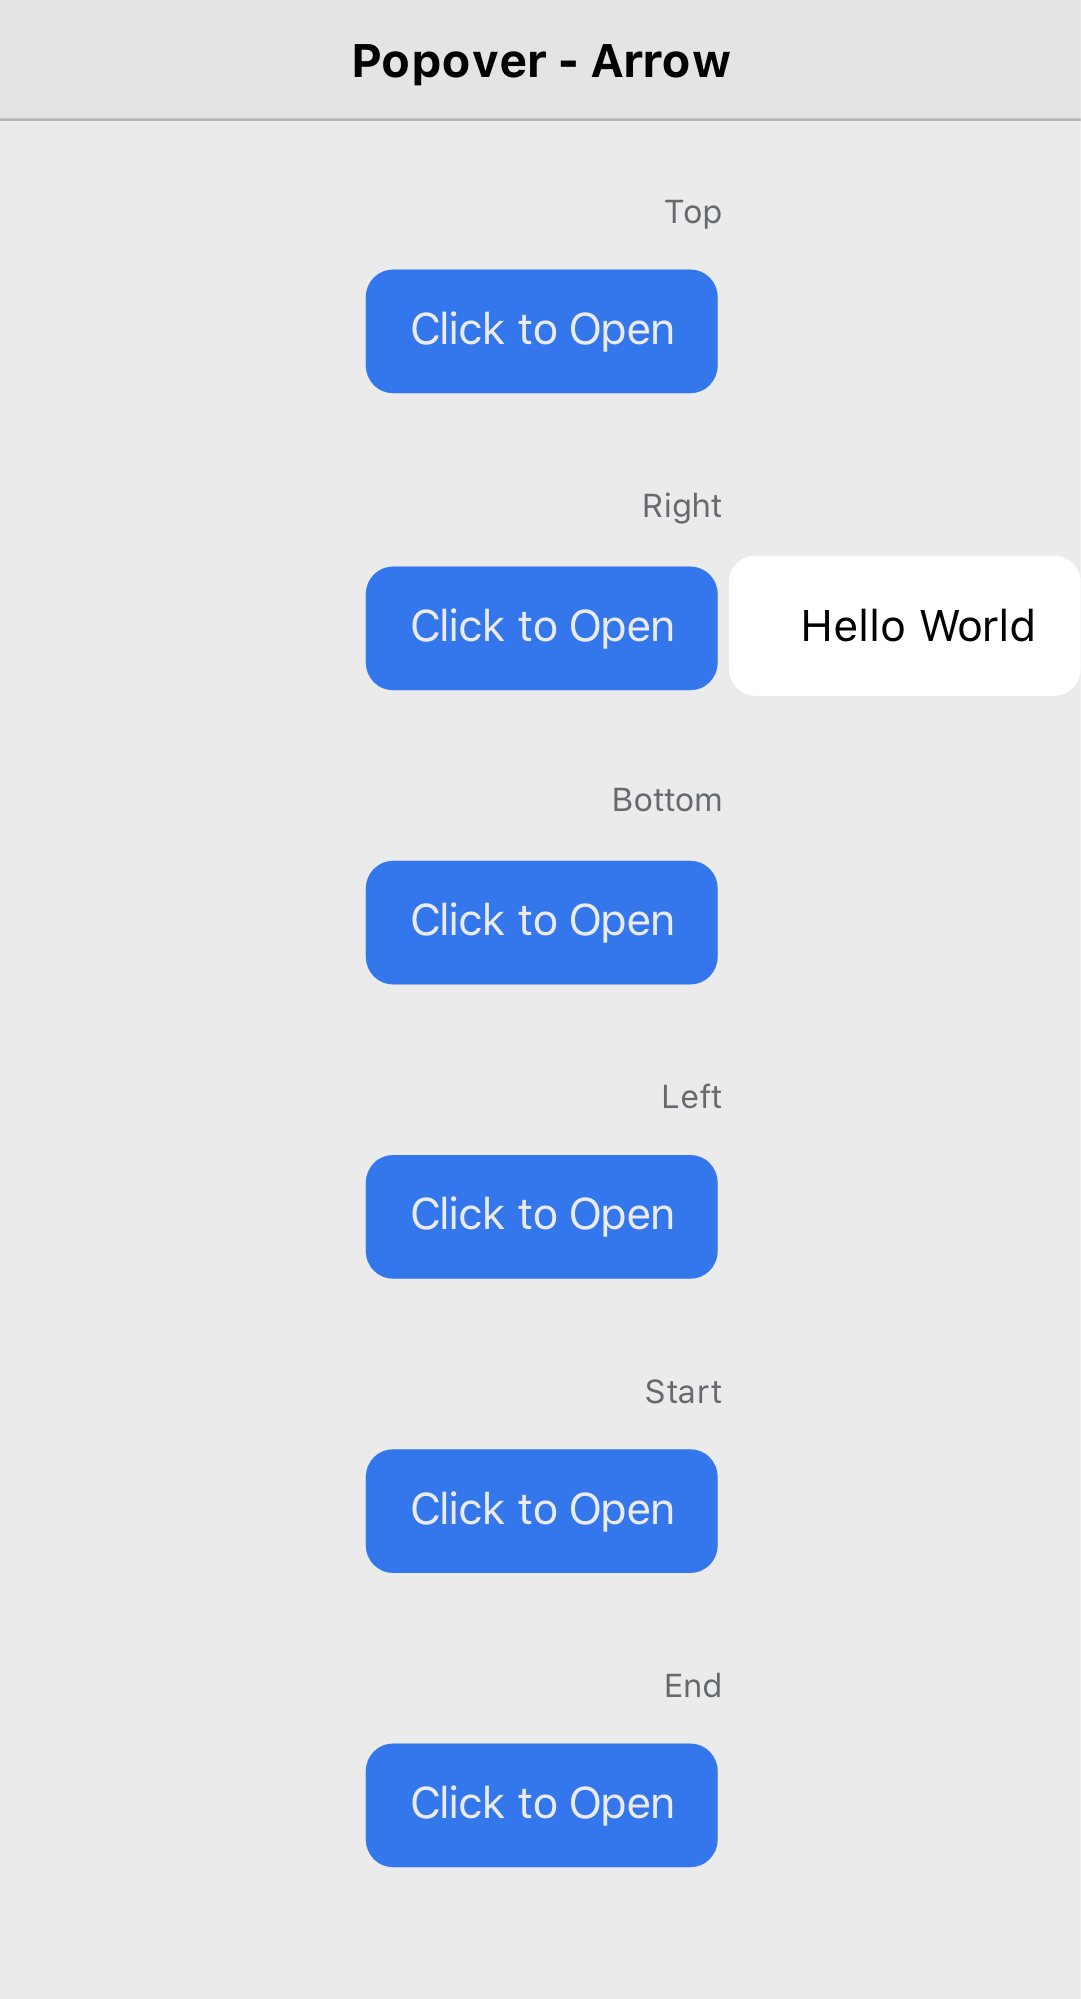 Popover - Arrow
Top
Click to Open
Right
Click to Open
Hello World
Bottom
Click to Open
Left
Click to Open
Start
Click to Open
End
Click to Open